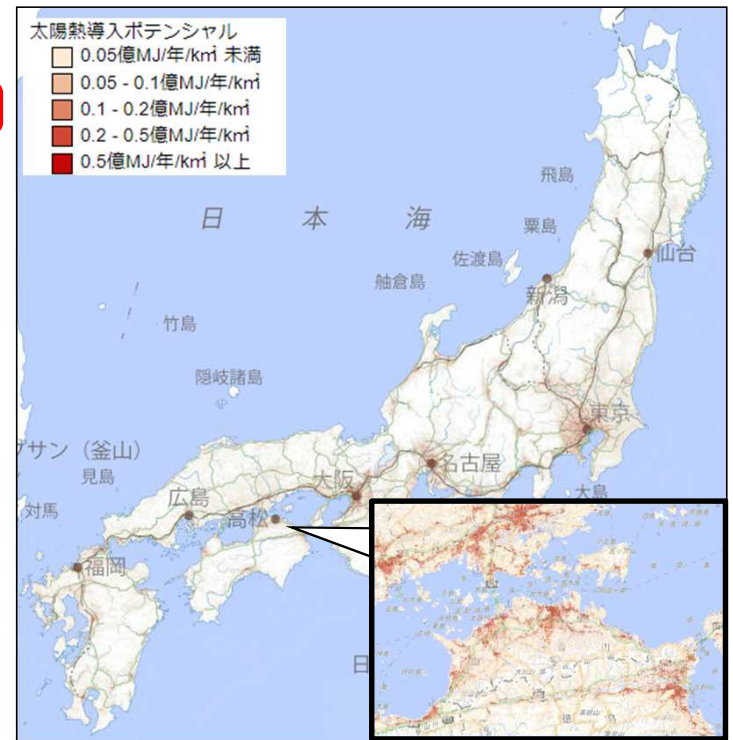 太陽熱導入ポテンシャル
0.05億MJ/年/k㎡ 未満
0.05 - 0.1億MJ/年/k㎡
0.1 - 0.2億MJ/年/k㎡
0.2 - 0.5億MJ/年/k㎡
0.5億MJ/年/k㎡ 以上
飛島
日 本 海
粟島
仙台
佐渡島
舳倉島
新潟
竹島
隠岐諸島
東京
プサン（釜山）
名古屋
見島
大阪
大島
広島
対馬
高松
福岡
日